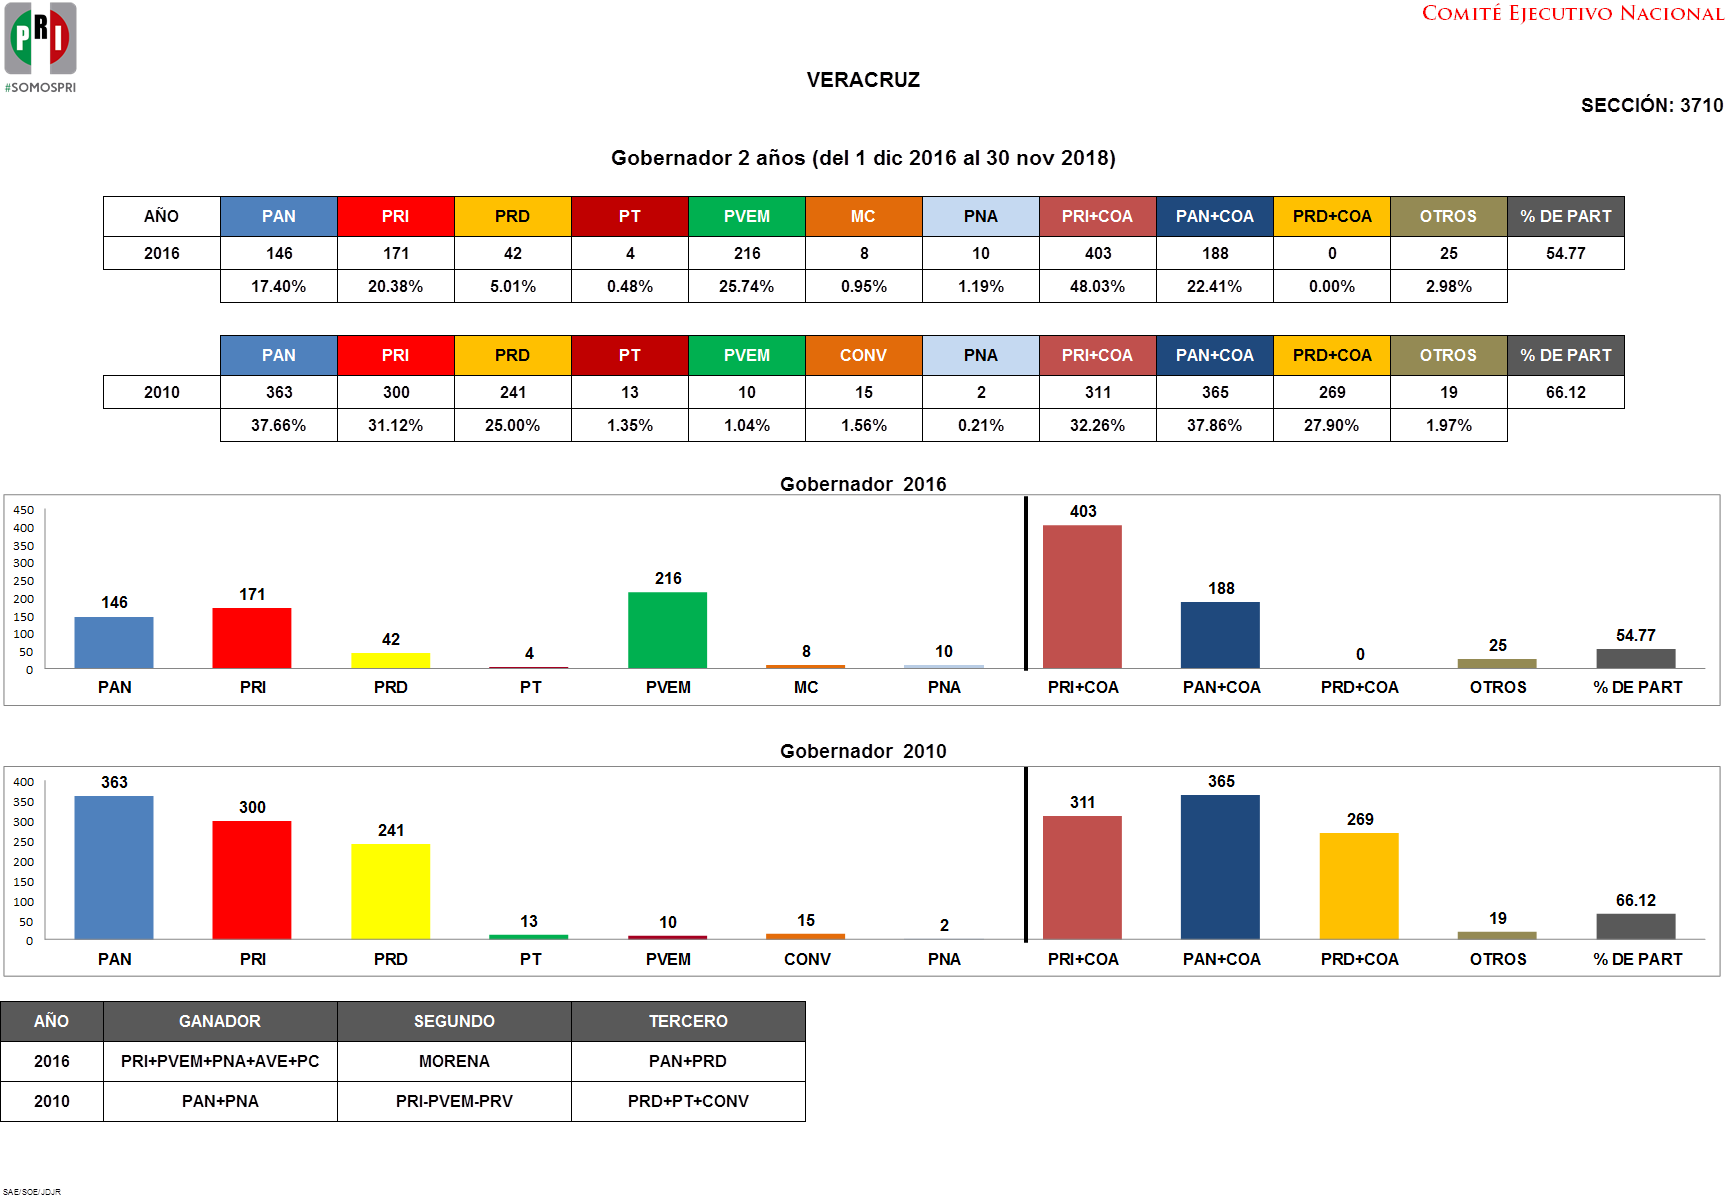 PRI
#SOMOSPRI
COMITÉ EJECUTIVO NACIONAL
VERACRUZ
SECCIÓN: 3710
Gobernador 2 años (del 1 dic 2016 al 30 nov 2018)
AÑO PAN PRI PRD PT PVEM MC PNA PRI+COA PAN+COA PRD+COA OTROS % DE PART
2016 146 171 42 4 216 8 10 403 188 0 25 54.77
17.40% 20.38% 5.01% 0.48% 25.74% 0.95% 1.19% 48.03% 22.41% 0.00% 2.98%
PAN PRI PRD PT PVEM CONV PNA PRI+COA PAN+COA PRD+COA OTROS % DE PART
2010 363 300 241 13 10 15 2 311 365 269 19 66.12
37.66% 31.12% 25.00% 1.35% 1.04% 1.56% 0.21% 32.26% 37.86% 27.90% 1.97%
Gobernador 2016
450
400
350
300
250
200
150
100
50
0
146 171 42 4 216 8 10 403 188 0 25 54.77
PAN PRI PRD PT PVEM MC PNA PRI+COA PAN+COA PRD+COA OTROS % DE PART
Gobernador 2010
400
350
300
250
200
150
100
50
0
363 300 241 13 10 15 2 311 365 269 19 66.12
PAN PRI PRD PT PVEM CONV PNA PRI+COA PAN+COA PRD+COA OTROS % DE PART
AÑO GANADOR SEGUNDO TERCERO
2016 PRI+PVEM+PNA+AVE+PC MORENA PAN+PRD
2010 PAN+PNA PRI-PVEM-PRV PRD+PT+CONV
SAE/SOE/JDJR